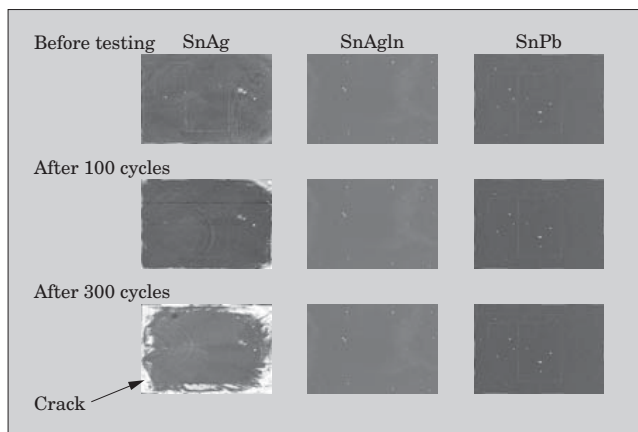 Before testing SnAg SnAgln SnPb
After 100 cycles
After 300 cycles
Crack